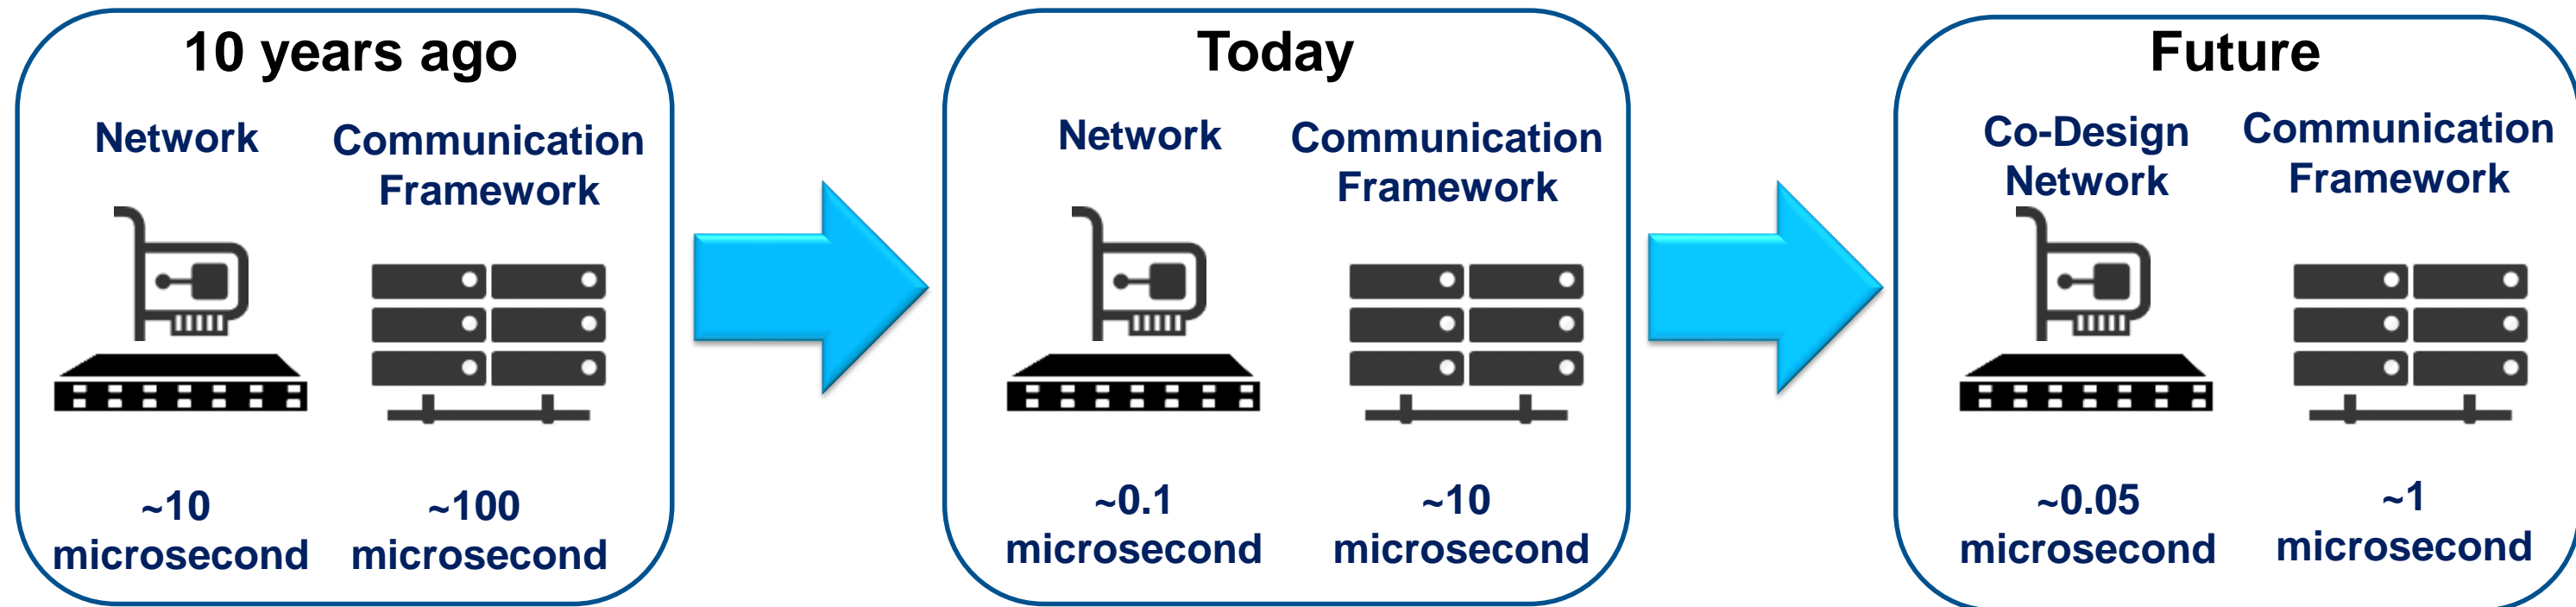 10 years ago
Network
Communication
Framework
~10
microsecond
~100
microsecond
Today
Network
Communication
Framework
~0.1
microsecond
~10
microsecond
Future
Co-Design
Network
Communication
Framework
~0.05
microsecond
~1
microsecond